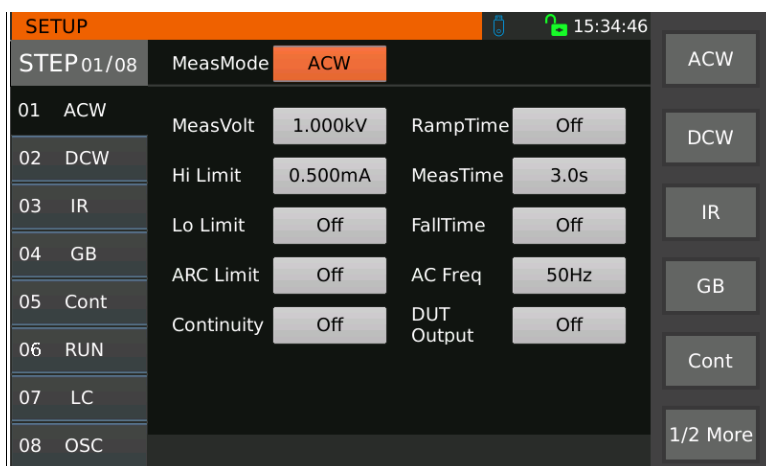 SETUP
15:34:46
STEP01/08
MeasMode ACW
01 ACW
02 DCW
03 IR
04 GB
05 Cont
06 RUN
07 LC
08 OSC
MeasVolt 1.000kV
Hi Limit 0.500mA
Lo Limit Off
ARC Limit Off
Continuity Off
RampTime Off
MeasTime 3.0s
FallTime Off
AC Freq 50Hz
DUT
Output Off
ACW
DCW
IR
GB
Cont
1/2 More